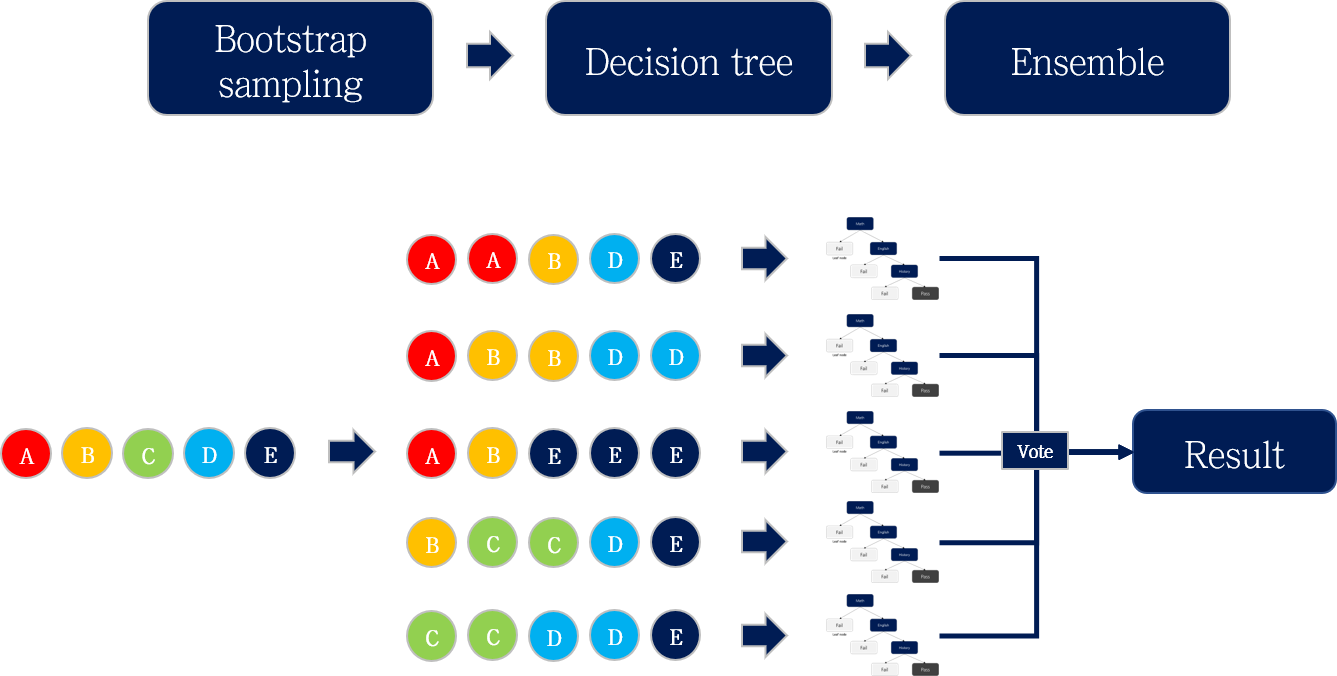 Bootstrap
sampling
Decision tree
Ensemble
A A B D E
Math
Fail English
Leaf node
Fail History
Fail Pass
A B B D D
Math
Fail English
Leaf node
Fail History
Fail Pass
A B C D E
A B E E E
Math
Fail English
Leaf node
Fail History
Fail Pass
Vote
Result
B C C D E
Math
Fail English
Leaf node
Fail History
Fail Pass
C C D D E
Math
Fail English
Leaf node
Fail History
Fail Pass